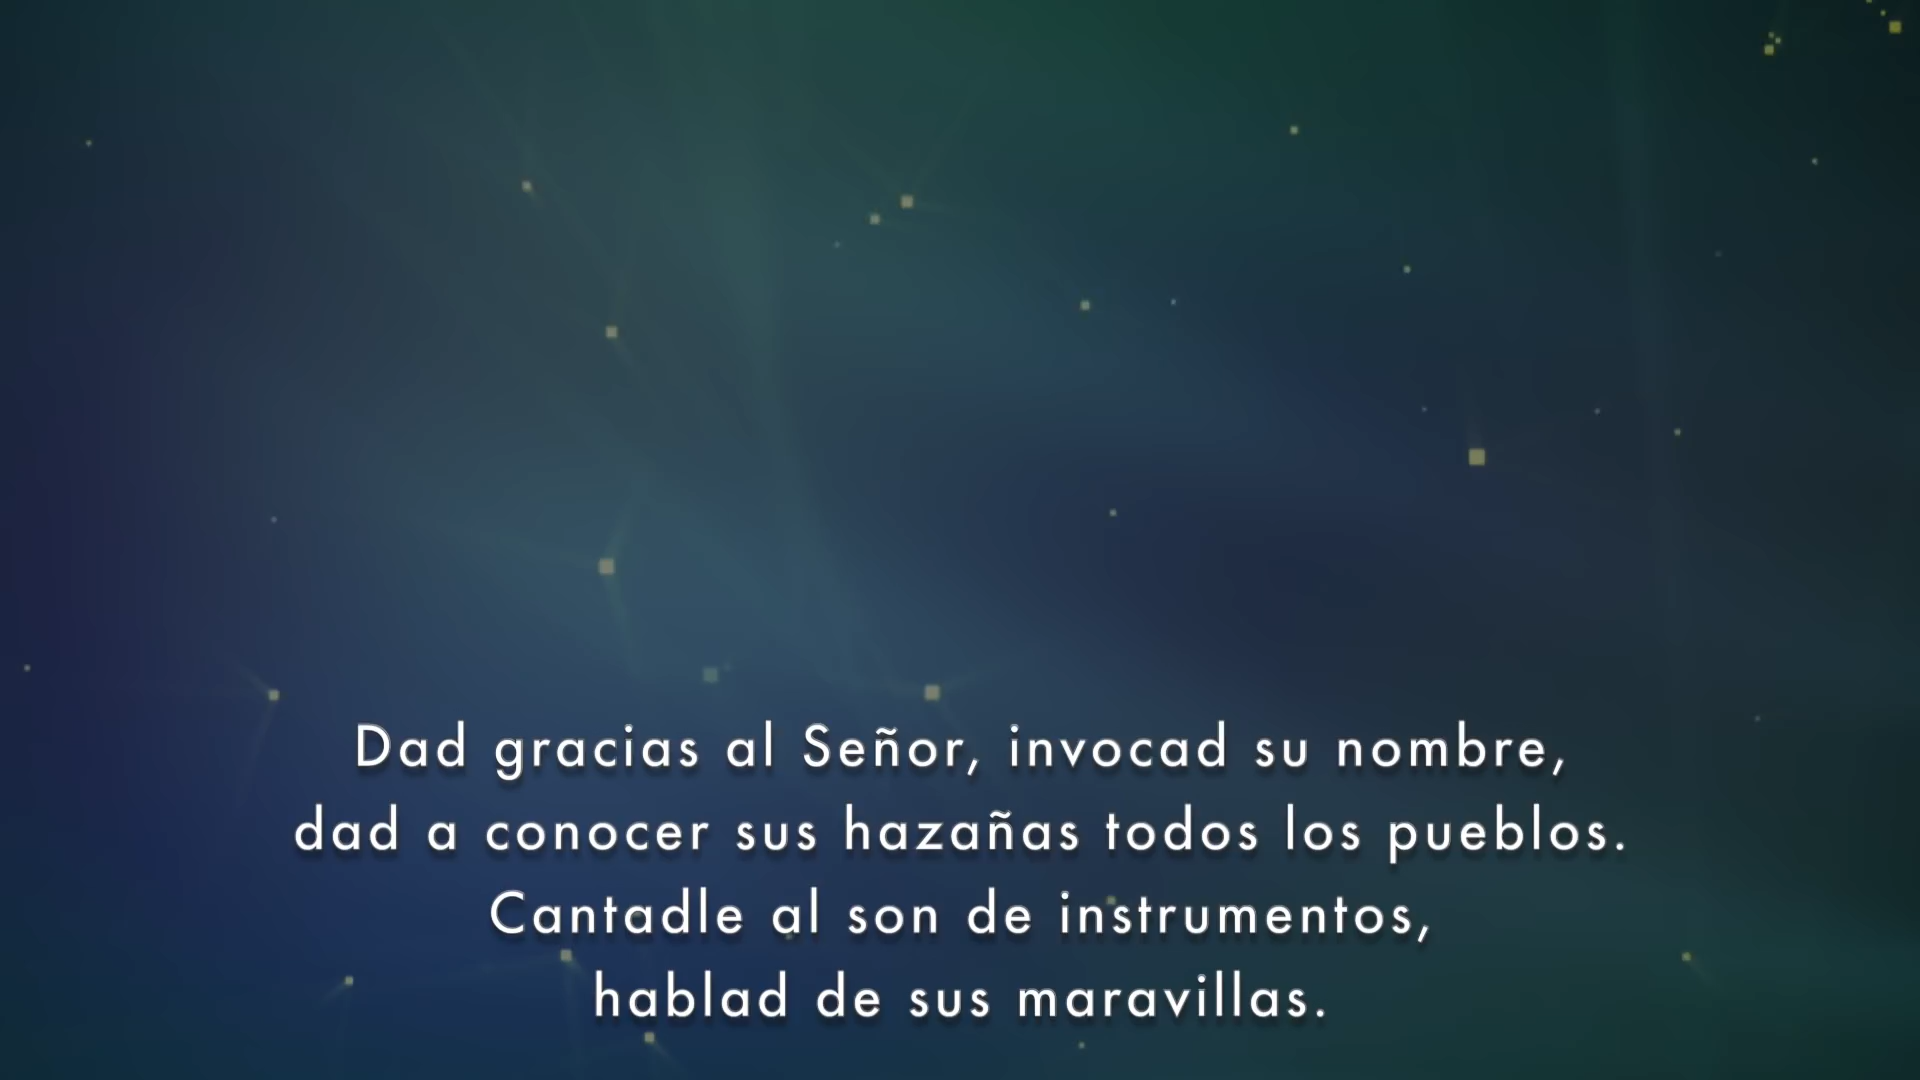 Dad gracias al Señor, invocad su nombre,
dad a conocer sus hazañas todos los pueblos.
Cantadle al son de instrumentos,
hablad de sus maravillas.